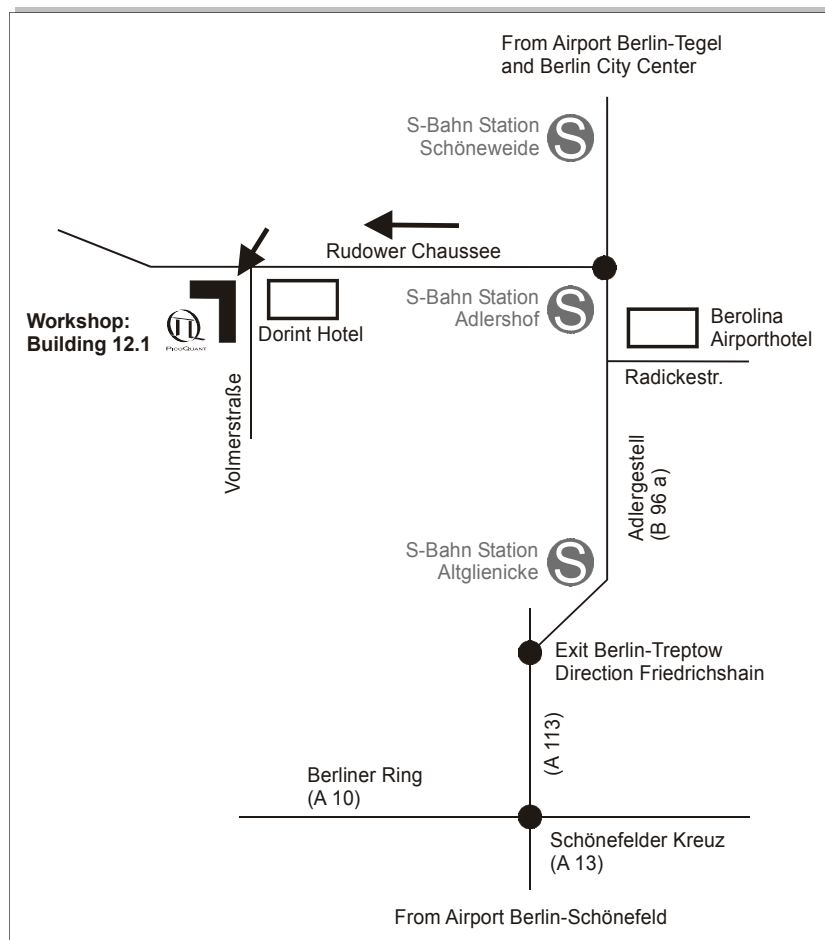 From Airport Berlin-Tegel
and Berlin City Center
S-Bahn Station
Schöneweide
S
Rudower Chaussee
Workshop:
Building 12.1
PICOQUANT
Dorint Hotel
S-Bahn Station
Adlershof
S
Berolina
Airporthotel
Radickestr.
Volmerstraße
Adlergestell
(B 96 a)
S-Bahn Station
Altglienicke
S
Exit Berlin-Treptow
Direction Friedrichshain
(A 113)
Berliner Ring
(A 10)
Schönefelder Kreuz
(A 13)
From Airport Berlin-Schönefeld